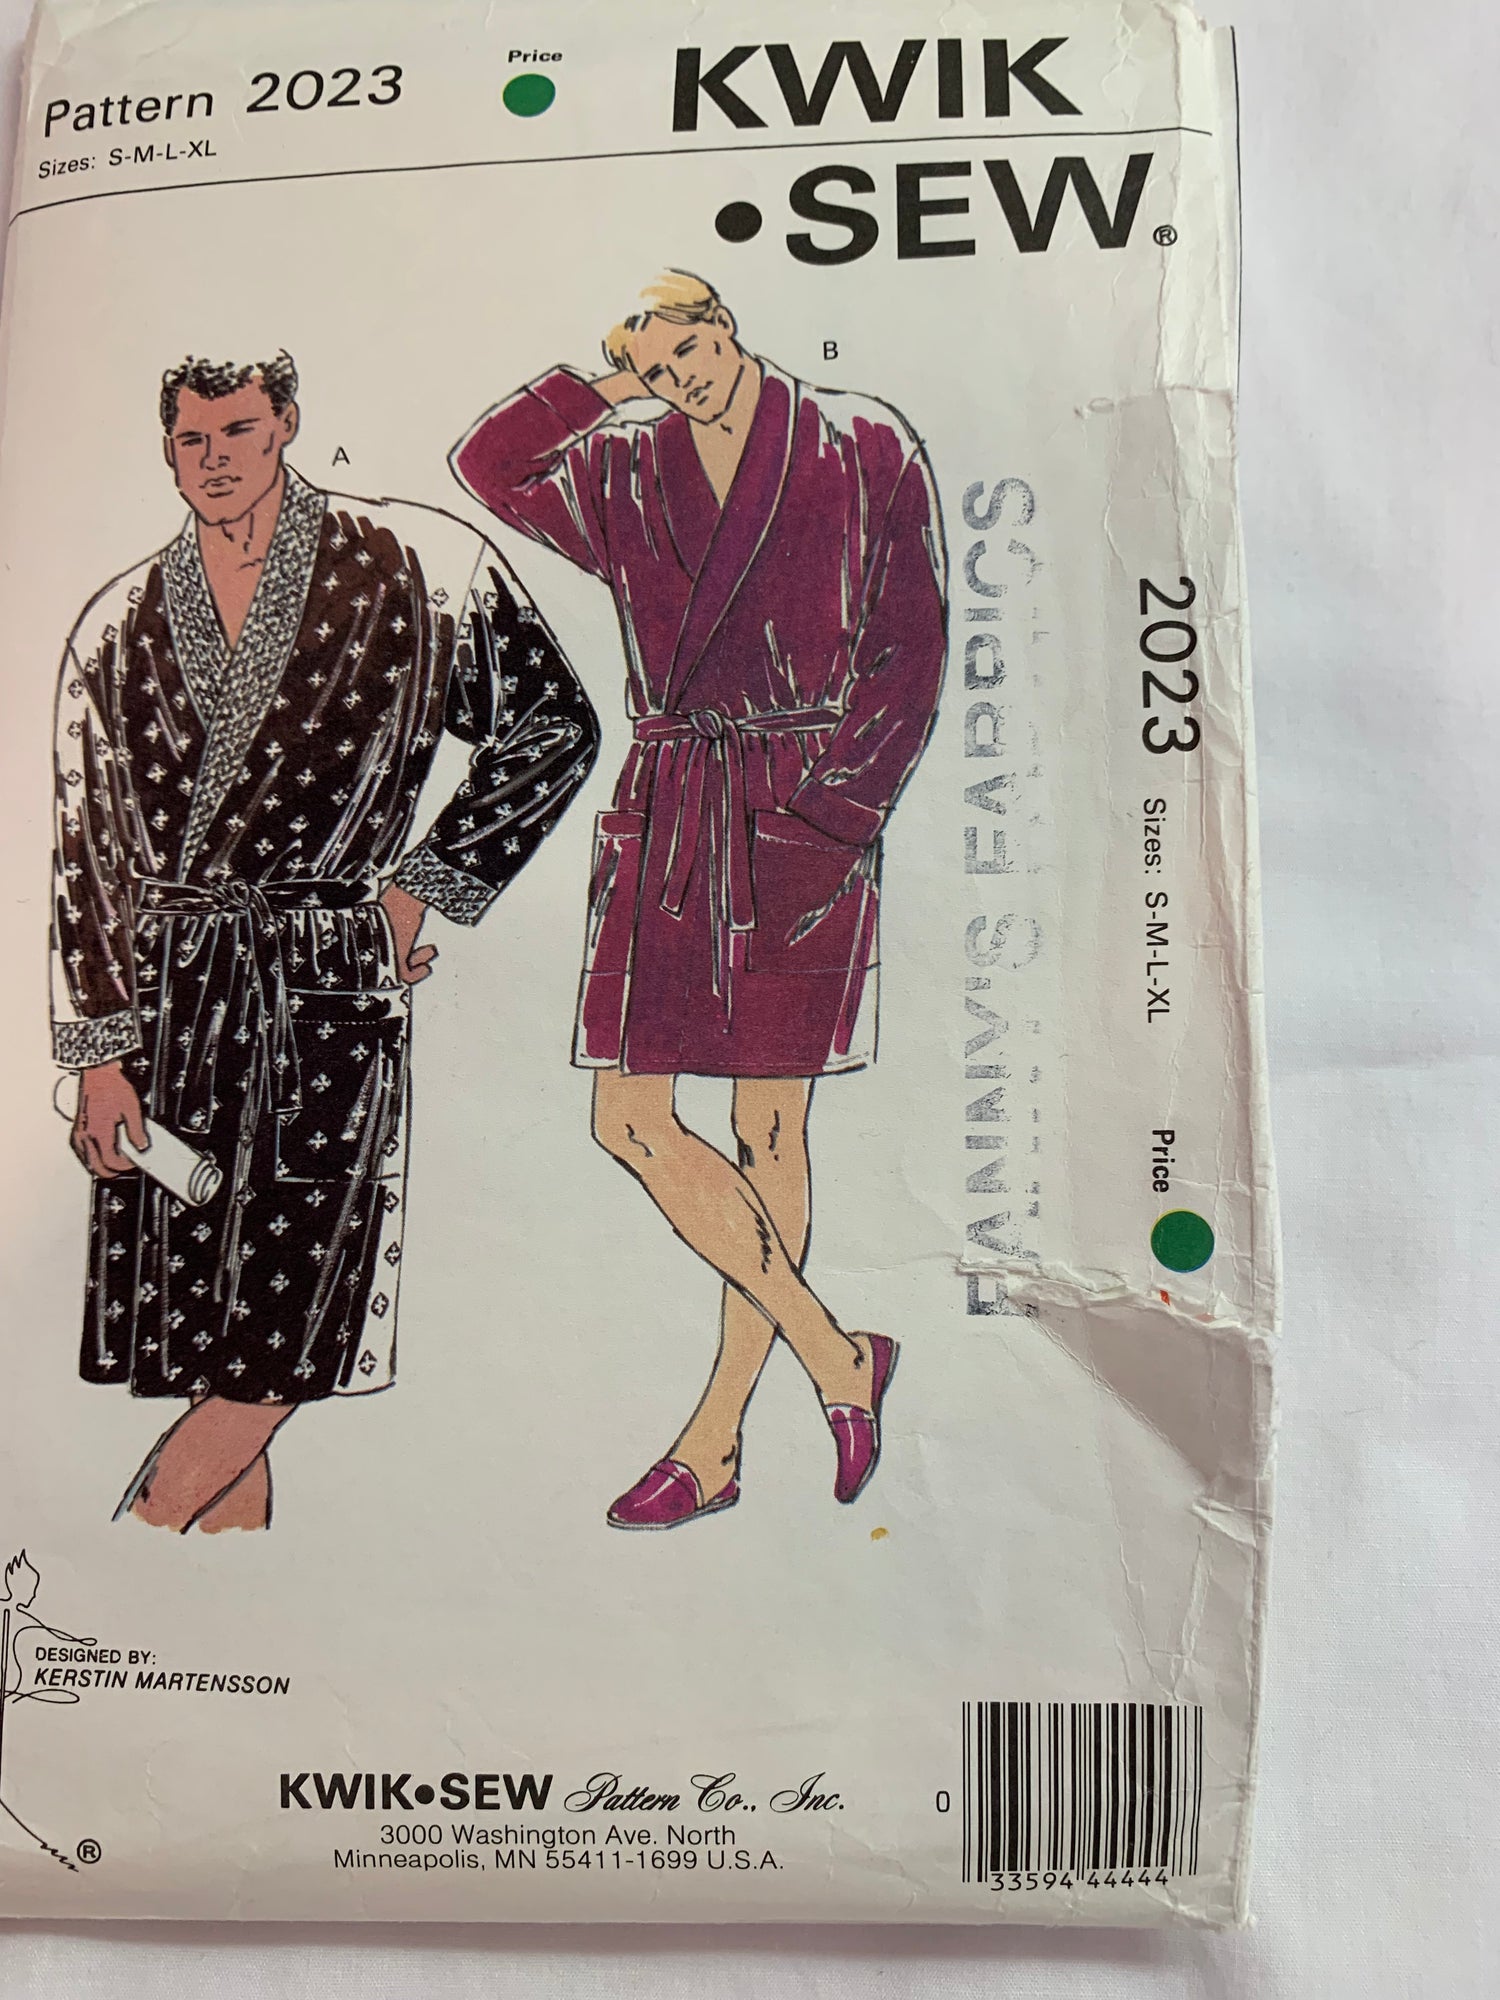 Pattern 2023
Sizes: S-M-L-XL
Price
KWIK
•SEW®
A
B
FANNY'S FABRICS
2023 Sizes: S-M-L-XL Price
DESIGNED BY:
KERSTIN MARTENSSON
®
KWIK•SEW Pattern Co., Inc.
3000 Washington Ave. North
Minneapolis, MN 55411-1699 U.S.A.
0 33594 44444